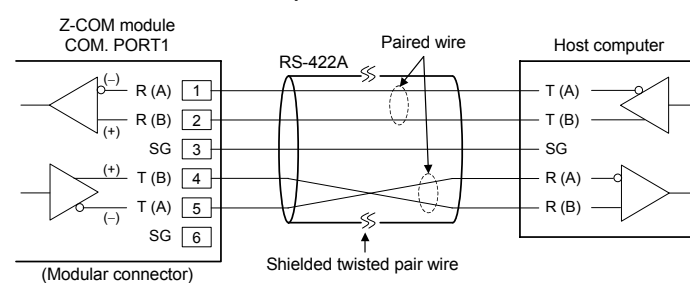 Z-COM module
COM. PORT1
RS-422A
Paired wire
Host computer
(–)
R (A) 1
T (A)
R (B) 2
T (B)
(+)
SG 3
SG
(+)
T (B) 4
R (A)
T (A) 5
R (B)
(–)
SG 6
(Modular connector)
Shielded twisted pair wire